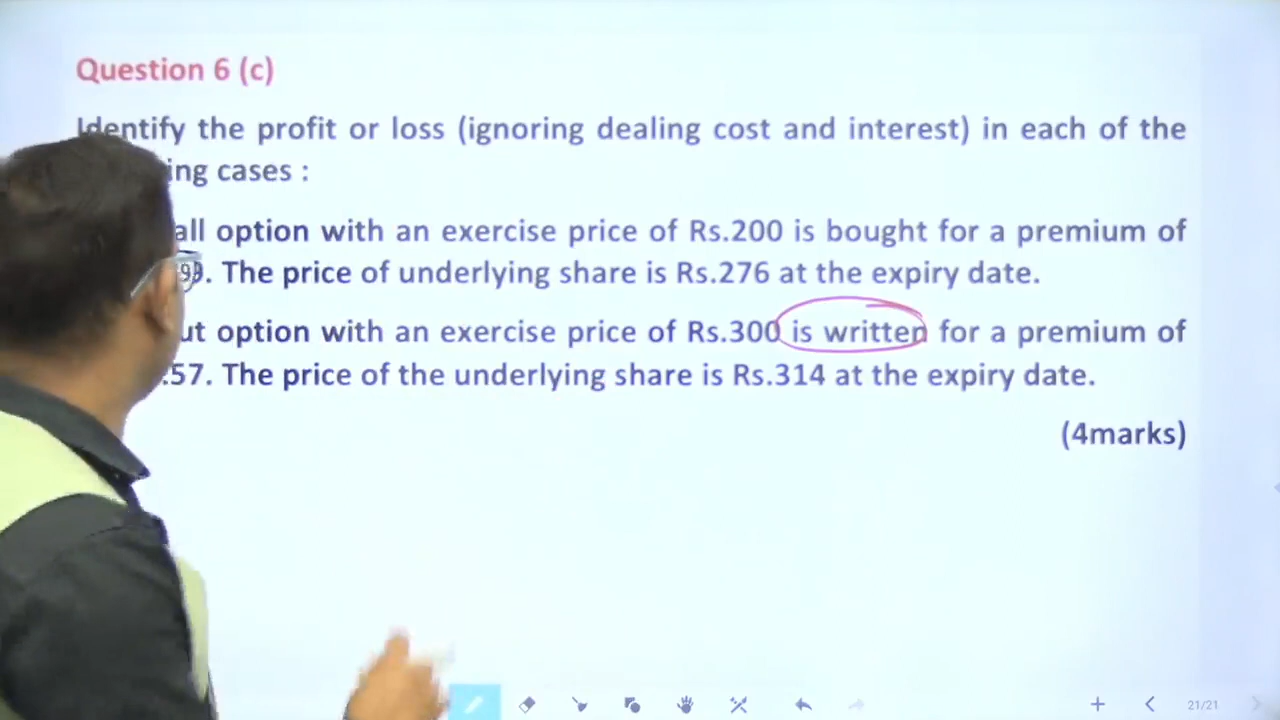 Question 6 (c)
Identify the profit or loss (ignoring dealing cost and interest) in each of the
cases :
option with an exercise price of Rs.200 is bought for a premium of
The price of underlying share is Rs.276 at the expiry date.
option with an exercise price of Rs.300 is written for a premium of
.57. The price of the underlying share is Rs.314 at the expiry date.
(4marks)
21/21